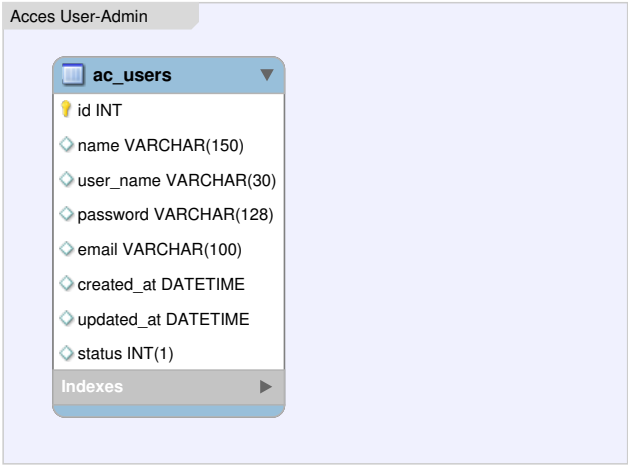 Acces User-Admin
ac_users
id INT
name VARCHAR(150)
user_name VARCHAR(30)
password VARCHAR(128)
email VARCHAR(100)
created_at DATETIME
updated_at DATETIME
status INT(1)
Indexes